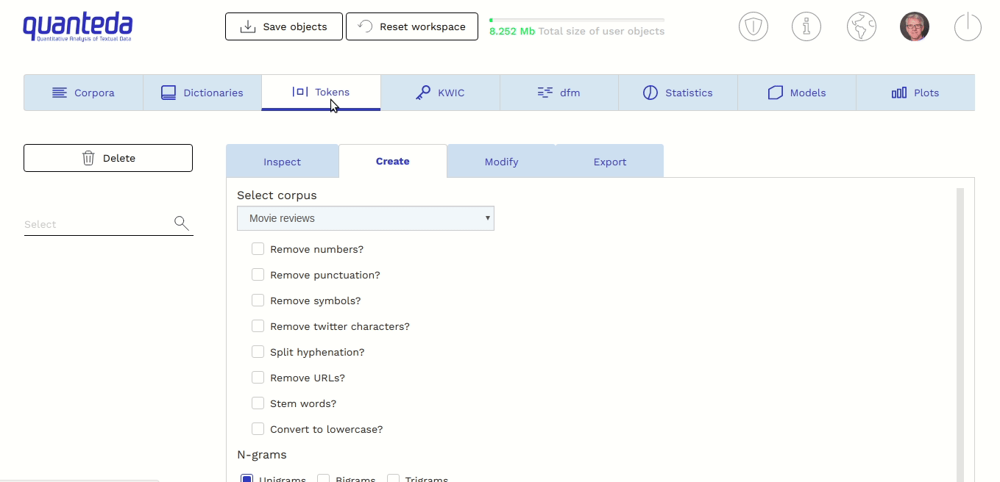 quanteda
Quantitative Analysis of Textual Data
Save objects
Reset workspace
8.252 Mb Total size of user objects
Corpora
Dictionaries
Tokens
KWIC
dfm
Statistics
Models
Plots
Delete
Select
Inspect
Create
Modify
Export
Select corpus
Movie reviews
Remove numbers?
Remove punctuation?
Remove symbols?
Remove twitter characters?
Split hyphenation?
Remove URLs?
Stem words?
Convert to lowercase?
N-grams
Unigrams Bigrams Trigrams